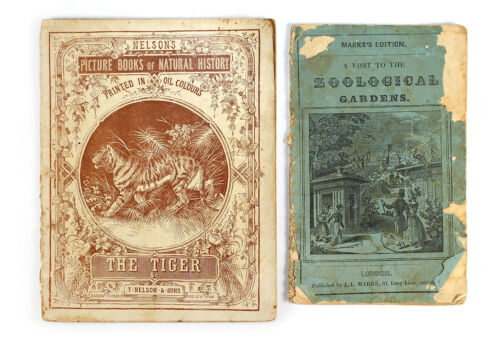 NELSON'S
PICTURE BOOKS OF NATURAL HISTORY
PRINTED IN OIL COLOURS
THE TIGER
T. NELSON & SONS
MARKS'S EDITION.
A VISIT TO THE
ZOOLOGICAL
GARDENS.
LONDON.
Published by J. L. MARKS, 91, Long Lane,